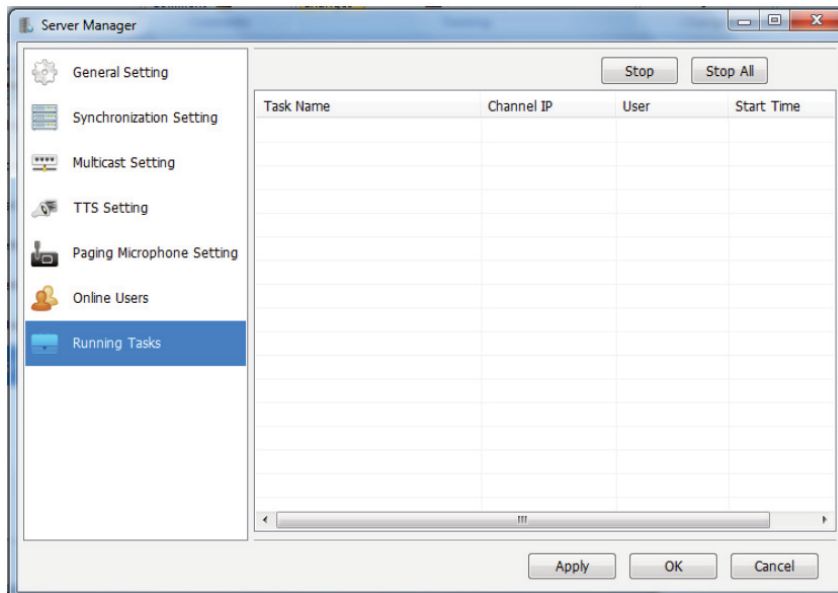 Server Manager
General Setting
Synchronization Setting
Multicast Setting
TTS Setting
Paging Microphone Setting
Online Users
Running Tasks
Stop Stop All
Task Name Channel IP User Start Time
Apply OK Cancel